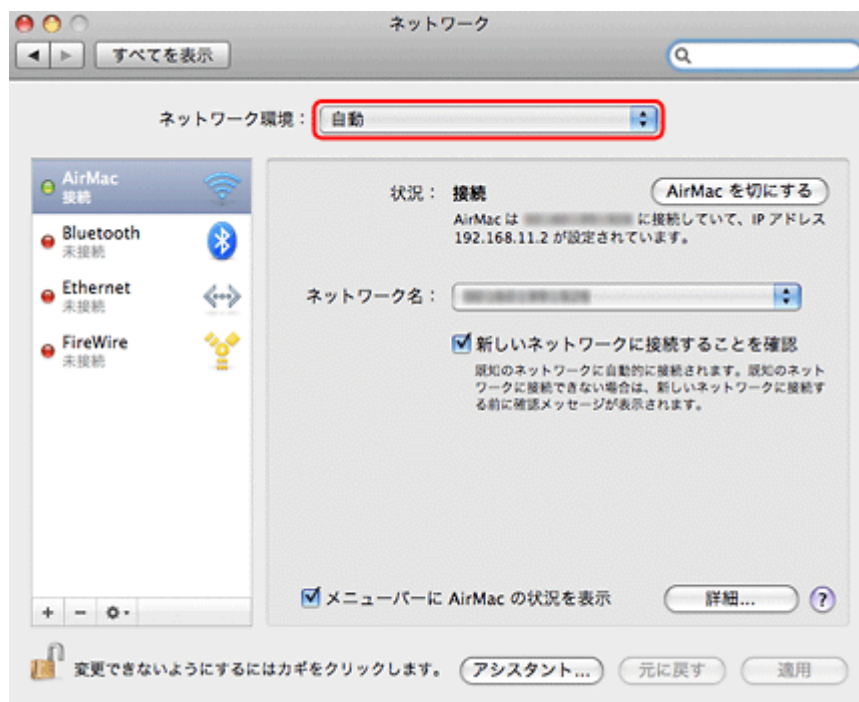 ネットワーク
すべてを表示
ネットワーク環境： 自動
AirMac
接続
Bluetooth
未接続
Ethernet
未接続
FireWire
未接続
状況： 接続
AirMac を切にする
AirMac は に接続していて、IP アドレス
192.168.11.2 が設定されています。
ネットワーク名：
新しいネットワークに接続することを確認
既知のネットワークに自動的に接続されます。既知のネット
ワークに接続できない場合は、新しいネットワークに接続す
る前に確認メッセージが表示されます。
メニューバーに AirMac の状況を表示
詳細...
?
変更できないようにするにはカギをクリックします。
アシスタント...
元に戻す
適用